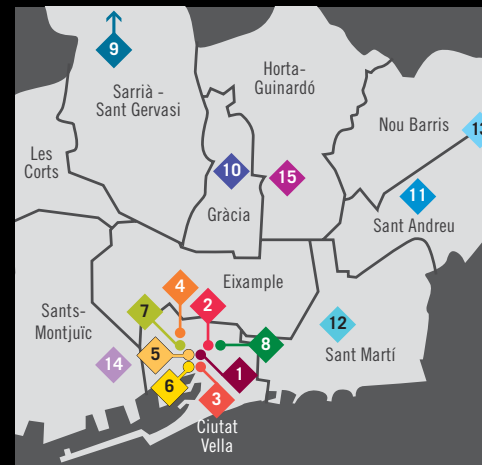 9
Sarrià -
Sant Gervasi
Horta-
Guinardó
Nou Barris
13
Les
Corts
10
15
11
Gràcia
Sant Andreu
Eixample
4
2
7
Sants-
Montjuïc
12
8
5
Sant Martí
14
1
6
3
Ciutat
Vella